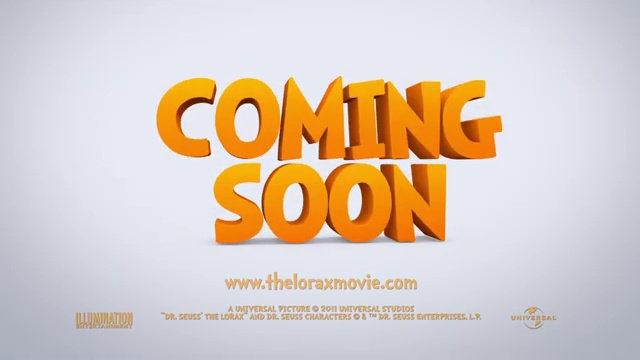 COMING
SOON
www.theloraxmovie.com
ILLUMINATION
ENTERTAINMENT
A UNIVERSAL PICTURE © 2011 UNIVERSAL STUDIOS
"DR. SEUSS' THE LORAX" AND DR. SEUSS CHARACTERS © & ™ DR. SEUSS ENTERPRISES, L.P.
UNIVERSAL